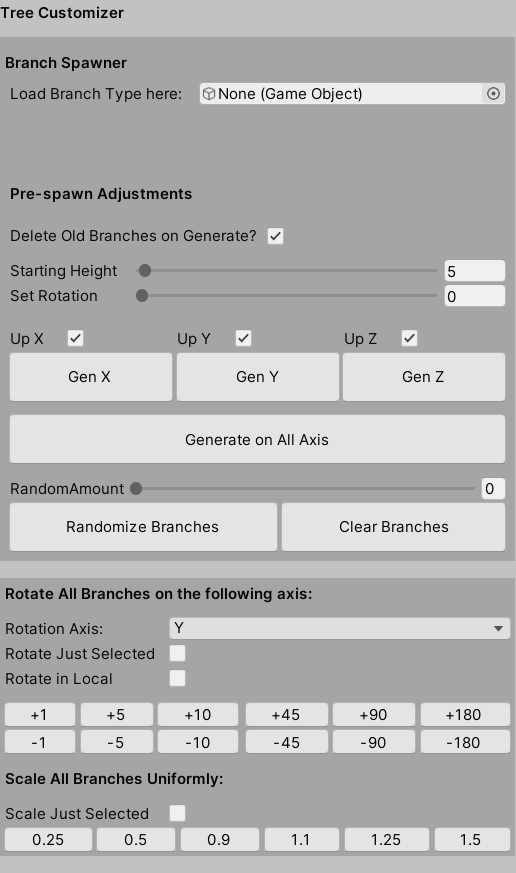 Tree Customizer
Branch Spawner
Load Branch Type here: None (Game Object)
Pre-spawn Adjustments
Delete Old Branches on Generate?
Starting Height 5
Set Rotation 0
Up X Up Y Up Z
Gen X Gen Y Gen Z
Generate on All Axis
RandomAmount 0
Randomize Branches Clear Branches
Rotate All Branches on the following axis:
Rotation Axis: Y
Rotate Just Selected
Rotate in Local
+1 +5 +10 +45 +90 +180
-1 -5 -10 -45 -90 -180
Scale All Branches Uniformly:
Scale Just Selected
0.25 0.5 0.9 1.1 1.25 1.5